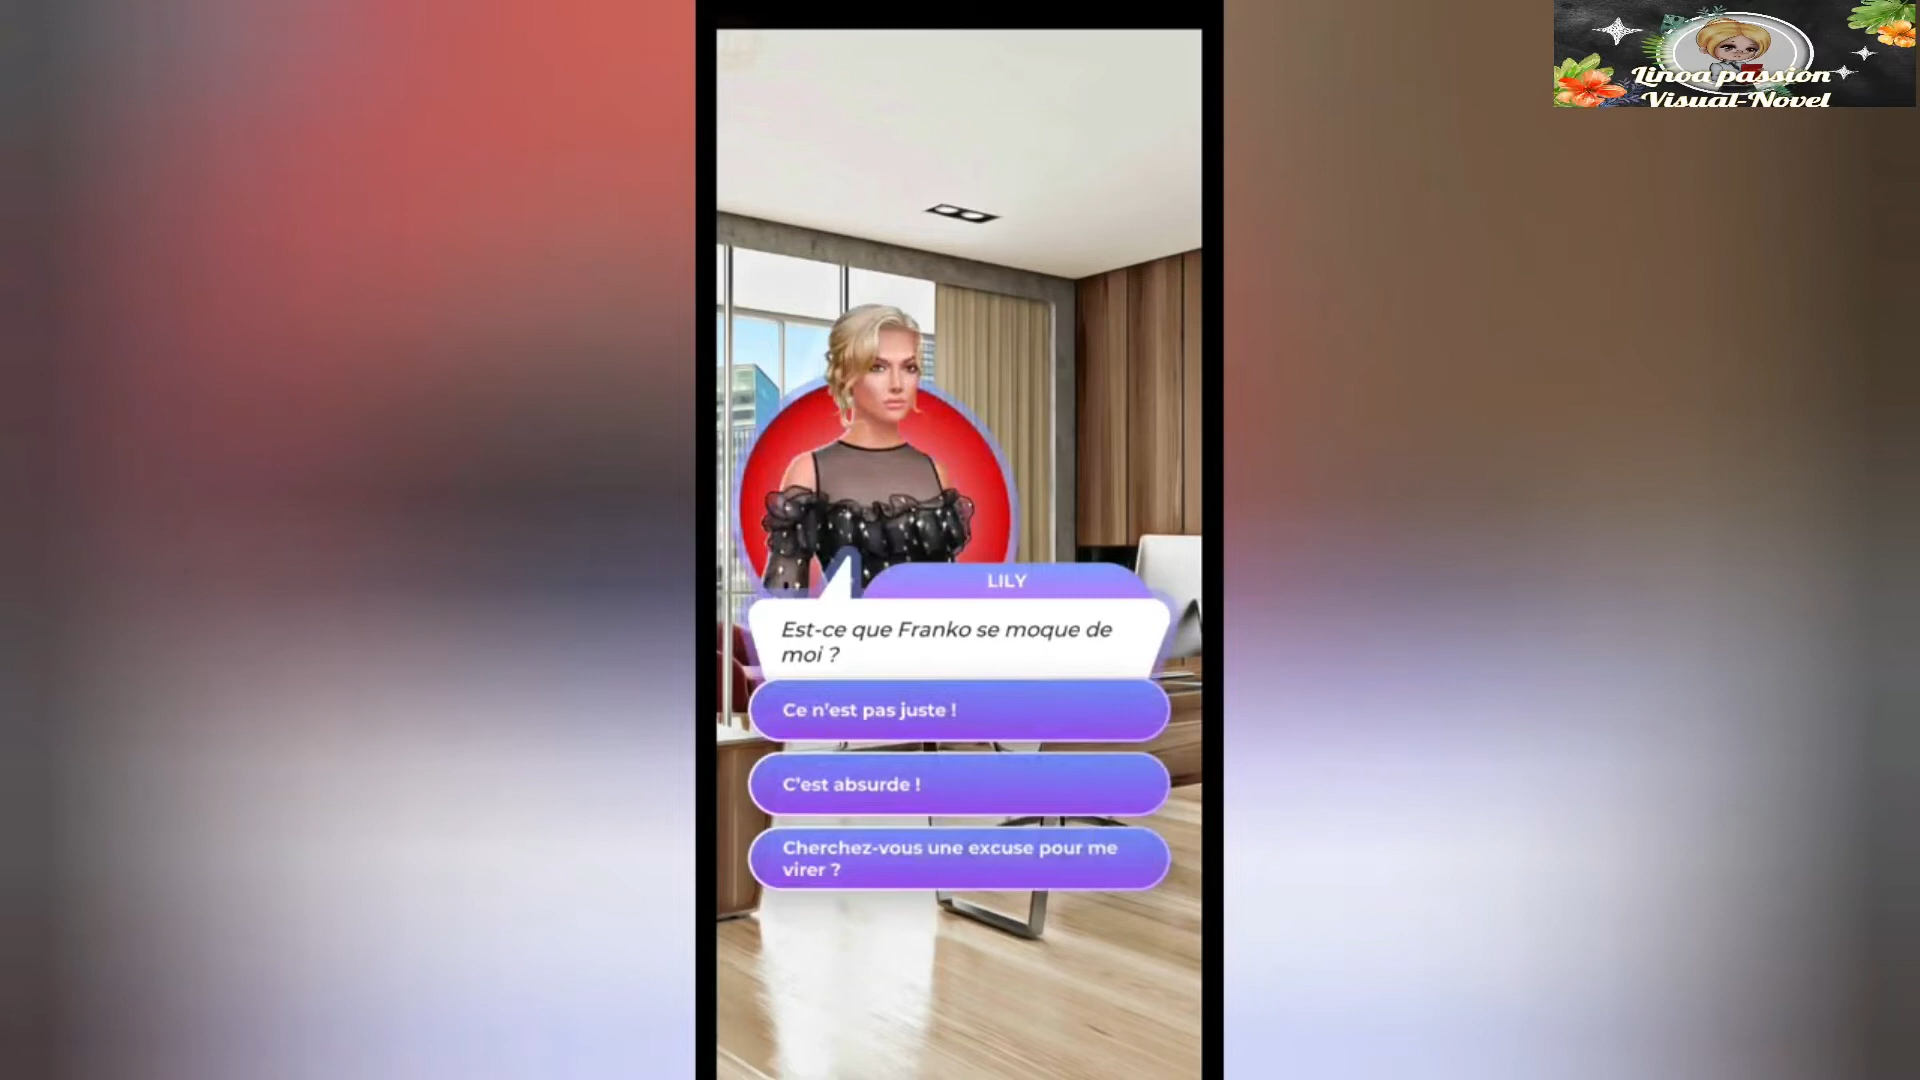 Linoa passion
Visual-Novel
LILY
Est-ce que Franko se moque de
moi ?
Ce n'est pas juste !
C'est absurde !
Cherchez-vous une excuse pour me
virer ?